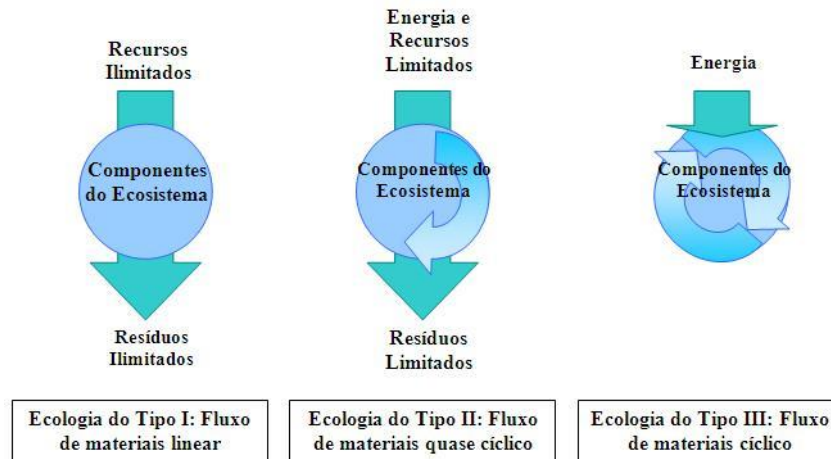 Recursos
Ilimitados
Componentes
do Ecosistema
Resíduos
Ilimitados
Ecologia do Tipo I: Fluxo
de materiais linear
Energia e
Recursos
Limitados
Componentes do
Ecosistema
Resíduos
Limitados
Ecologia do Tipo II: Fluxo
de materiais quase cíclico
Energia
Componentes do
Ecosistema
Ecologia do Tipo III: Fluxo
de materiais cíclico